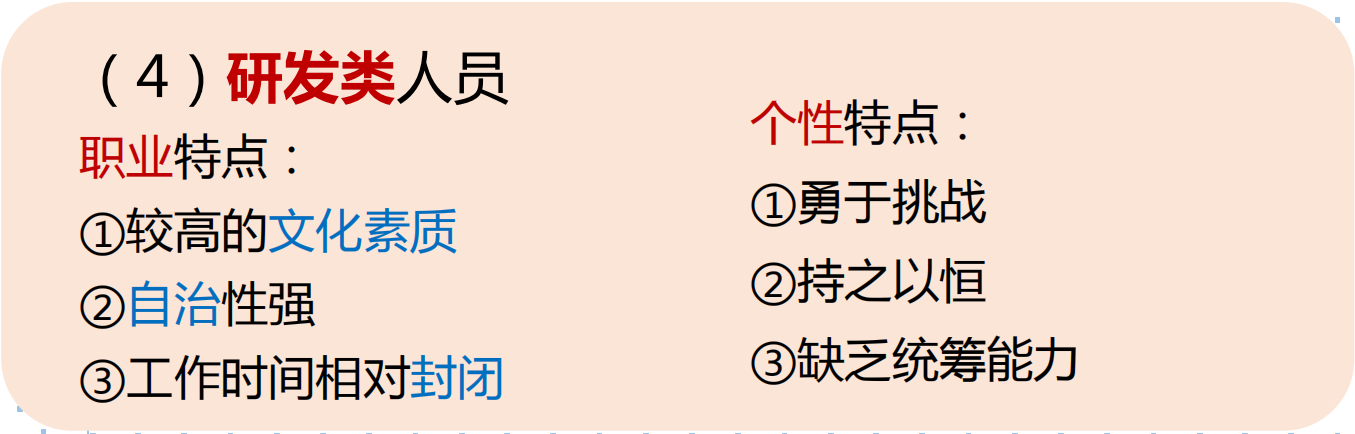 （4）研发类人员
职业特点：
①较高的文化素质
②自治性强
③工作时间相对封闭
个性特点：
①勇于挑战
②持之以恒
③缺乏统筹能力